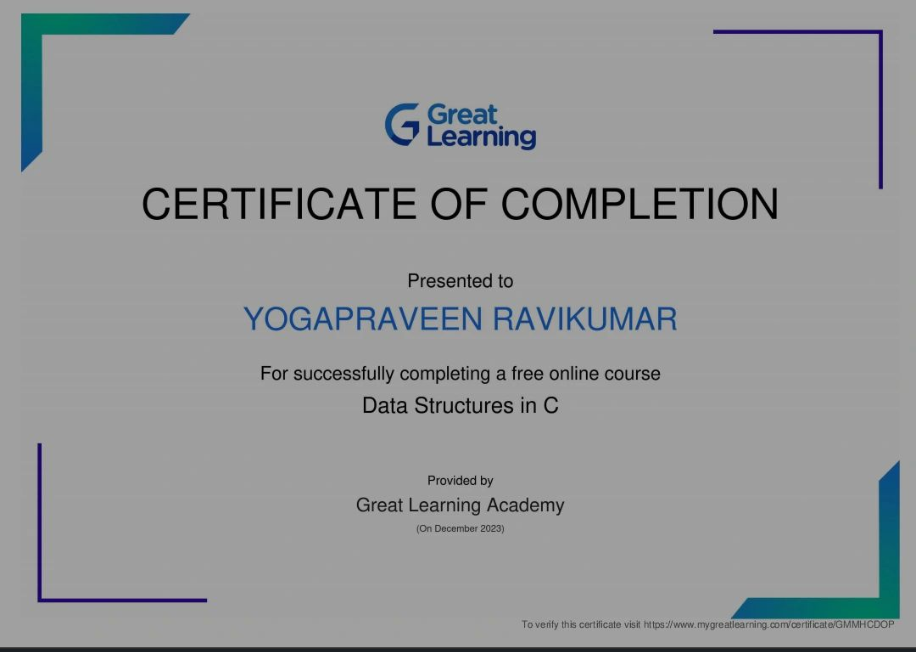 Great
Learning
CERTIFICATE OF COMPLETION
Presented to
YOGAPRAVEEN RAVIKUMAR
For successfully completing a free online course
Data Structures in C
Provided by
Great Learning Academy
(On December 2023)
To verify this certificate visit https://www.mygreatlearning.com/certificate/GMMHCDOP